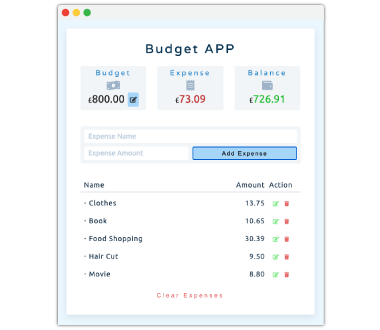 Budget APP
Budget Expense Balance
£800.00 £73.09 £726.91
Expense Name
Expense Amount Add Expense
Name Amount Action
- Clothes 13.75
- Book 10.65
- Food Shopping 30.39
- Hair Cut 9.50
- Movie 8.80
Clear Expenses